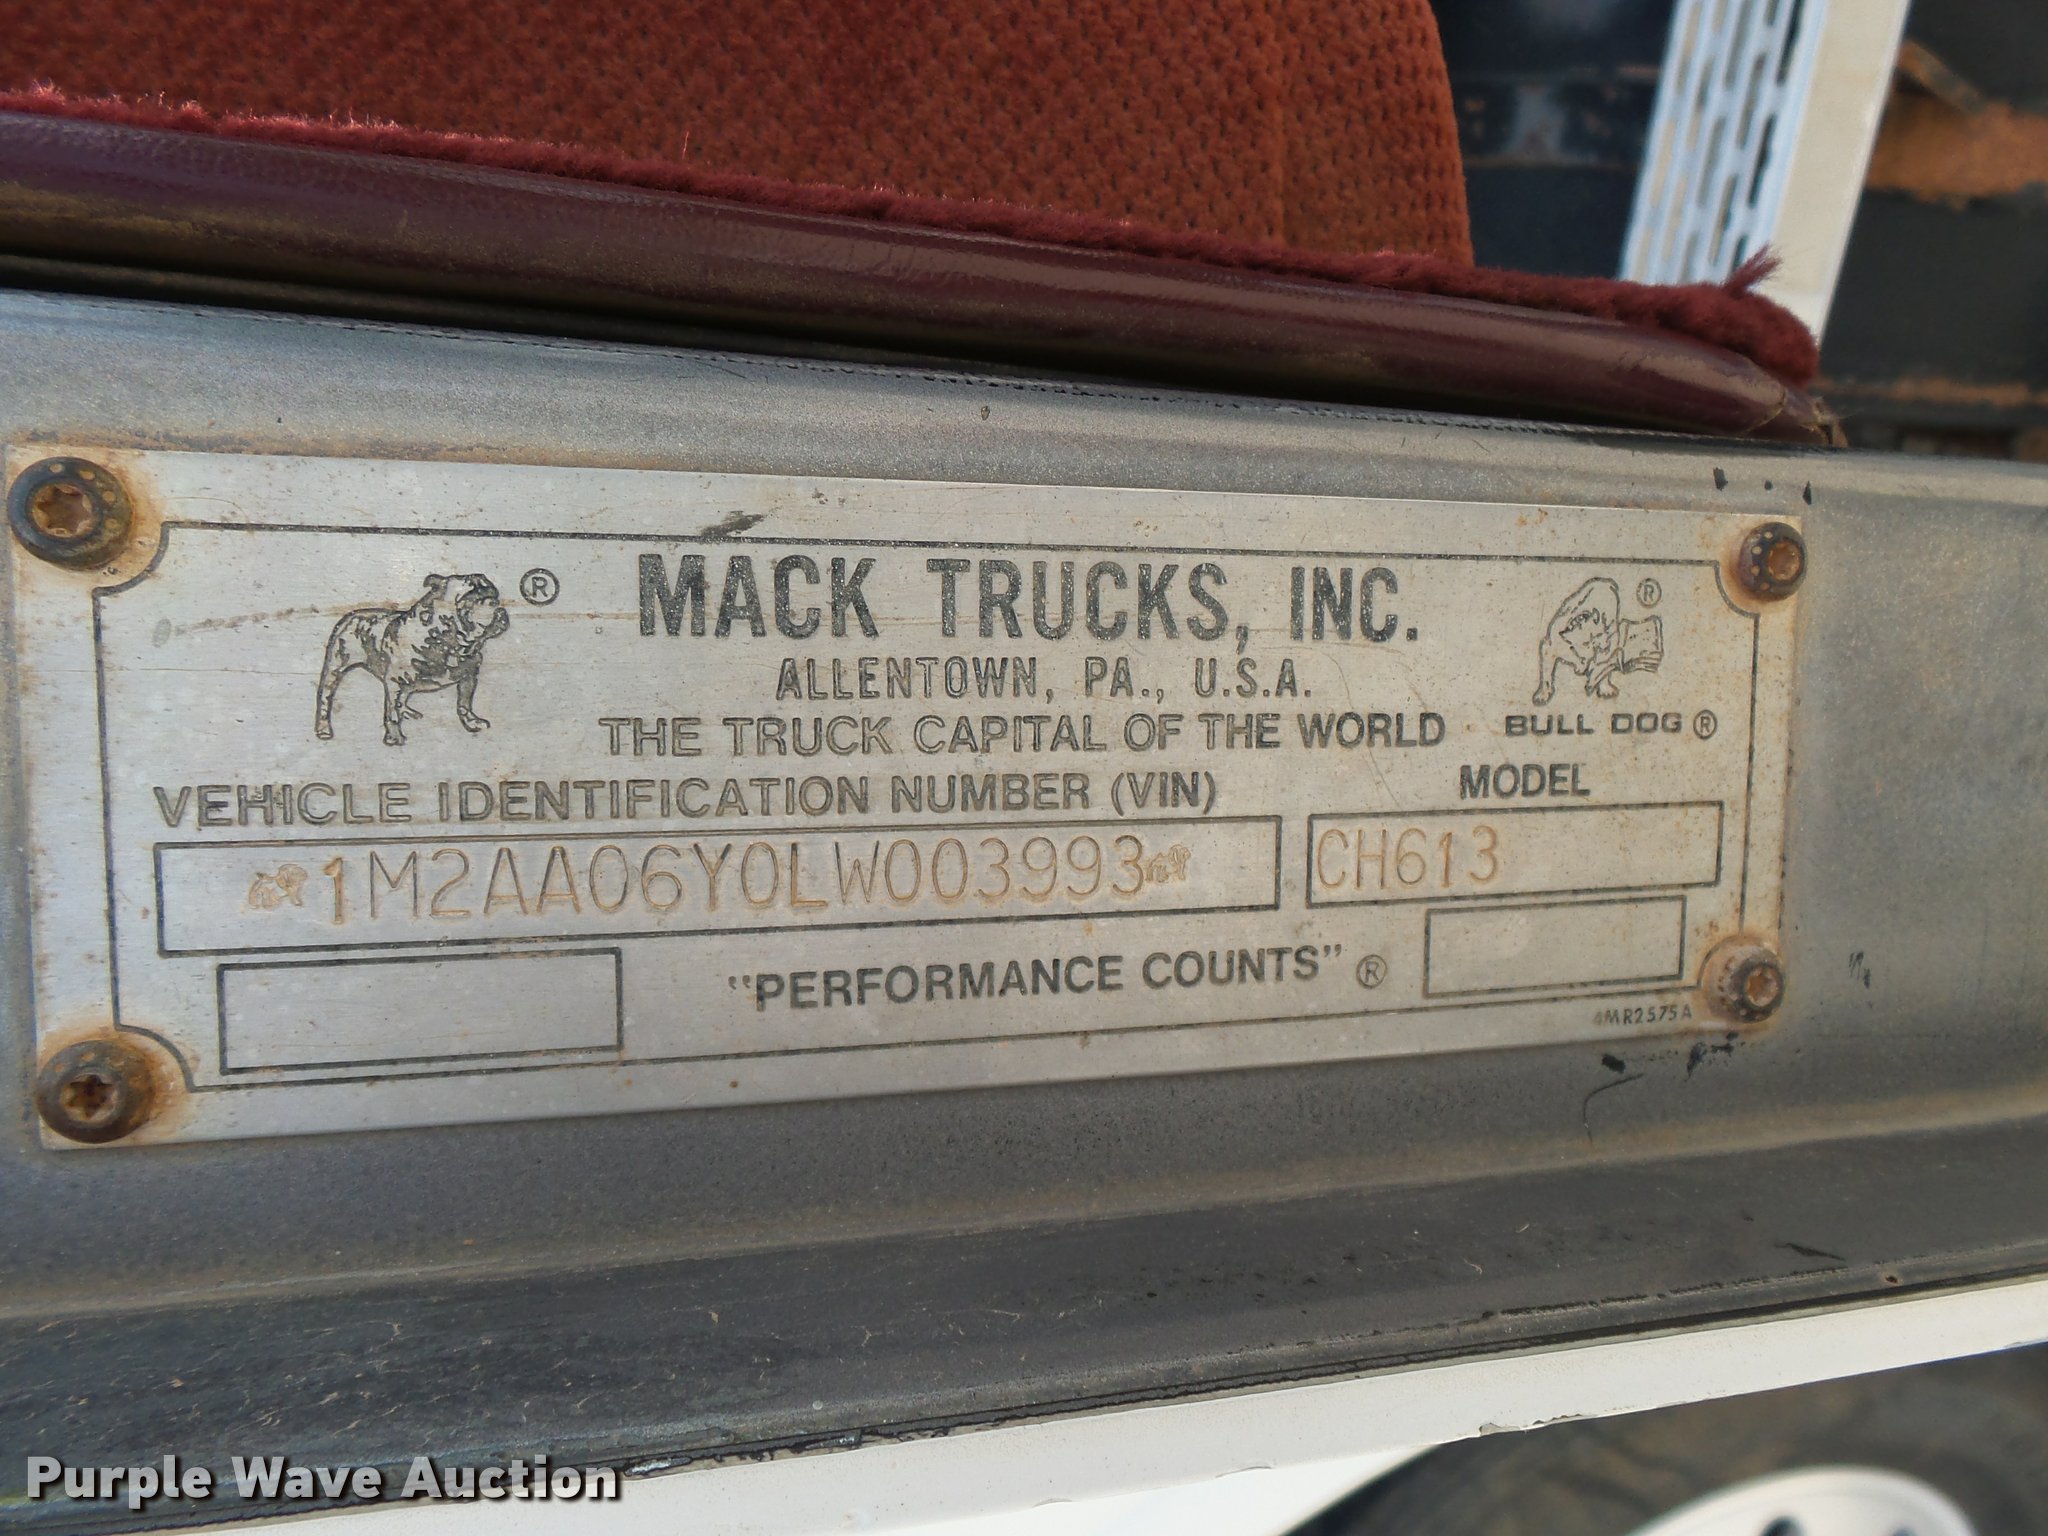 MACK TRUCKS, INC.
ALLENTOWN, PA., U.S.A.
THE TRUCK CAPITAL OF THE WORLD
BULL DOG®
VEHICLE IDENTIFICATION NUMBER (VIN)
MODEL
1M2AA06Y0LW003993
CH613
"PERFORMANCE COUNTS"®
4MR2575A
Purple Wave Auction